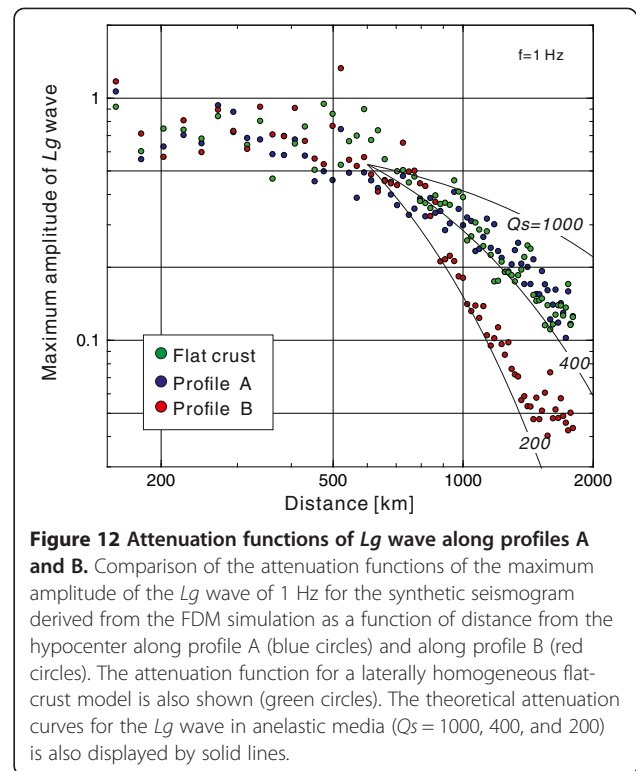 f=1 Hz
Maximum amplitude of Lg wave
1
0.1
Qs=1000
400
200
Flat crust
Profile A
Profile B
200
500
1000
2000
Distance [km]
Figure 12 Attenuation functions of Lg wave along profiles A
and B. Comparison of the attenuation functions of the maximum
amplitude of the Lg wave of 1 Hz for the synthetic seismogram
derived from the FDM simulation as a function of distance from the
hypocenter along profile A (blue circles) and along profile B (red
circles). The attenuation function for a laterally homogeneous flat-
crust model is also shown (green circles). The theoretical attenuation
curves for the Lg wave in anelastic media (Qs = 1000, 400, and 200)
is also displayed by solid lines.